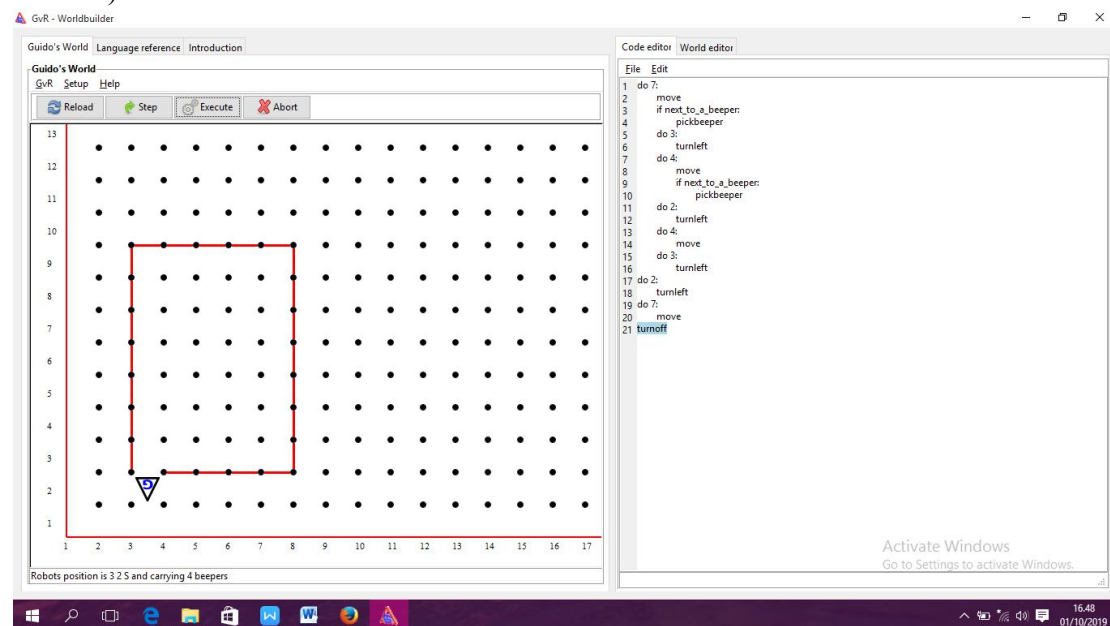 GvR - Worldbuilder
Guido's World Language reference Introduction
Guido's World
GvR Setup Help
Reload Step Execute Abort
13
12
11
10
9
8
7
6
5
4
3
2
1
1 2 3 4 5 6 7 8 9 10 11 12 13 14 15 16 17
Robots position is 3 2 S and carrying 4 beepers
Code editor World editor
File Edit
1 do 7:
2 move
3 if next_to_a_beeper:
4 pickbeeper
5 do 3:
6 turnleft
7 do 4:
8 move
9 if next_to_a_beeper:
10 pickbeeper
11 do 2:
12 turnleft
13 do 4:
14 move
15 do 3:
16 turnleft
17 do 2:
18 turnleft
19 do 7:
20 move
21 turnoff
Activate Windows
Go to Settings to activate Windows.
16.48
01/10/2019